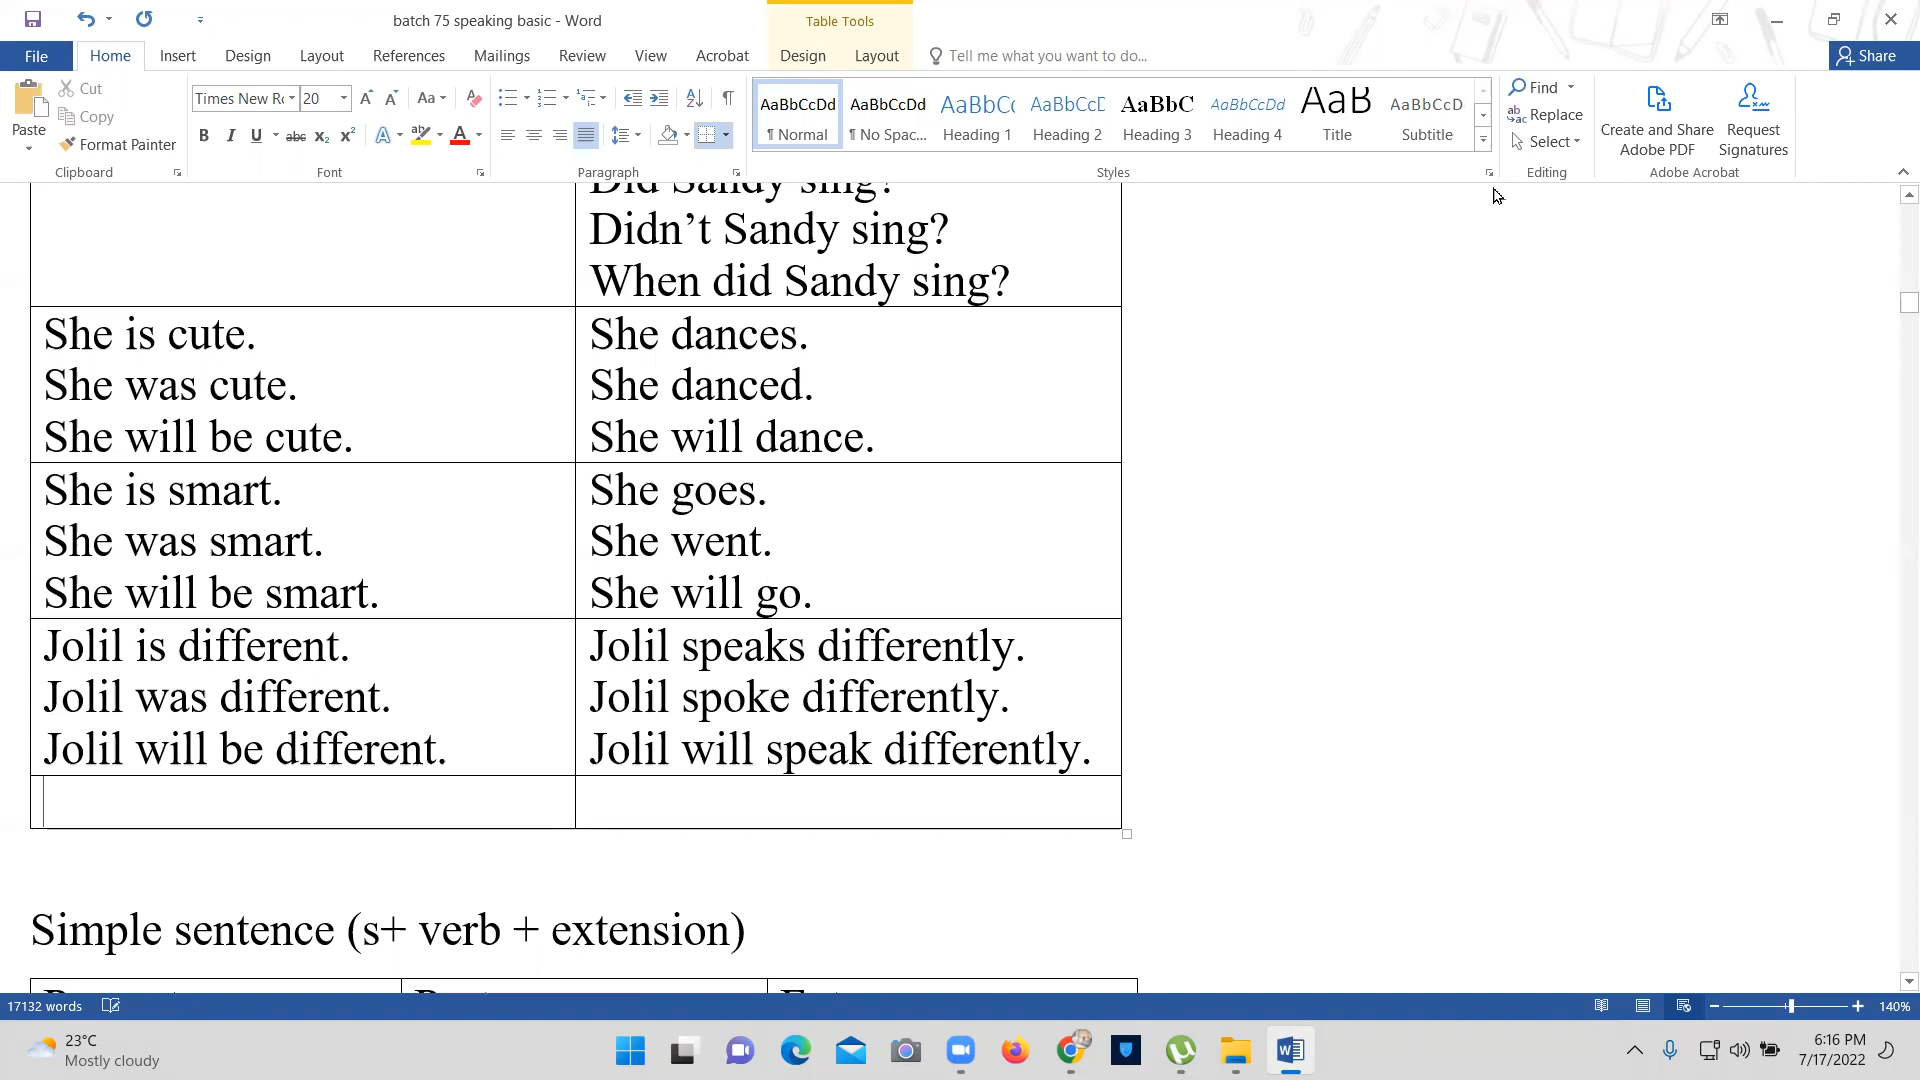 batch 75 speaking basic - Word
Table Tools
File Home Insert Design Layout References Mailings Review View Acrobat Design Layout Tell me what you want to do... Share
Paste
Cut
Copy
Format Painter
Clipboard
Times New Ro 20
Font
Paragraph
AaBbCcDd AaBbCcDd AaBbCc AaBbCcD AaBbC AaBbCcDd AaB AaBbCcD
¶ Normal ¶ No Spac... Heading 1 Heading 2 Heading 3 Heading 4 Title Subtitle
Styles
Find
Replace
Select
Editing
Create and Share
Adobe PDF
Request
Signatures
Adobe Acrobat
Did Sandy sing?
Didn’t Sandy sing?
When did Sandy sing?
She is cute.
She was cute.
She will be cute.
She dances.
She danced.
She will dance.
She is smart.
She was smart.
She will be smart.
She goes.
She went.
She will go.
Jolil is different.
Jolil was different.
Jolil will be different.
Jolil speaks differently.
Jolil spoke differently.
Jolil will speak differently.
Simple sentence (s+ verb + extension)
17132 words
140%
23°C
Mostly cloudy
6:16 PM
7/17/2022